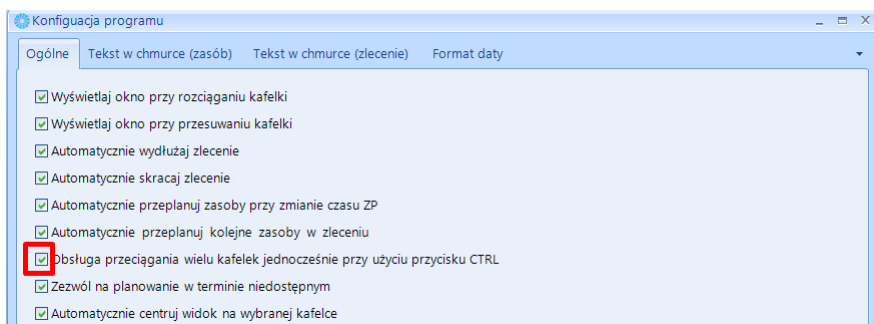 Konfiguacja programu
Ogólne Tekst w chmurce (zasób) Tekst w chmurce (zlecenie) Format daty
Wyświetlaj okno przy rozciąganiu kafelki
Wyświetlaj okno przy przesuwaniu kafelki
Automatycznie wydłużaj zlecenie
Automatycznie skracaj zlecenie
Automatycznie przeplanuj zasoby przy zmianie czasu ZP
Automatycznie przeplanuj kolejne zasoby w zleceniu
Obsługa przeciągania wielu kafelek jednocześnie przy użyciu przycisku CTRL
Zezwól na planowanie w terminie niedostępnym
Automatycznie centruj widok na wybranej kafelce